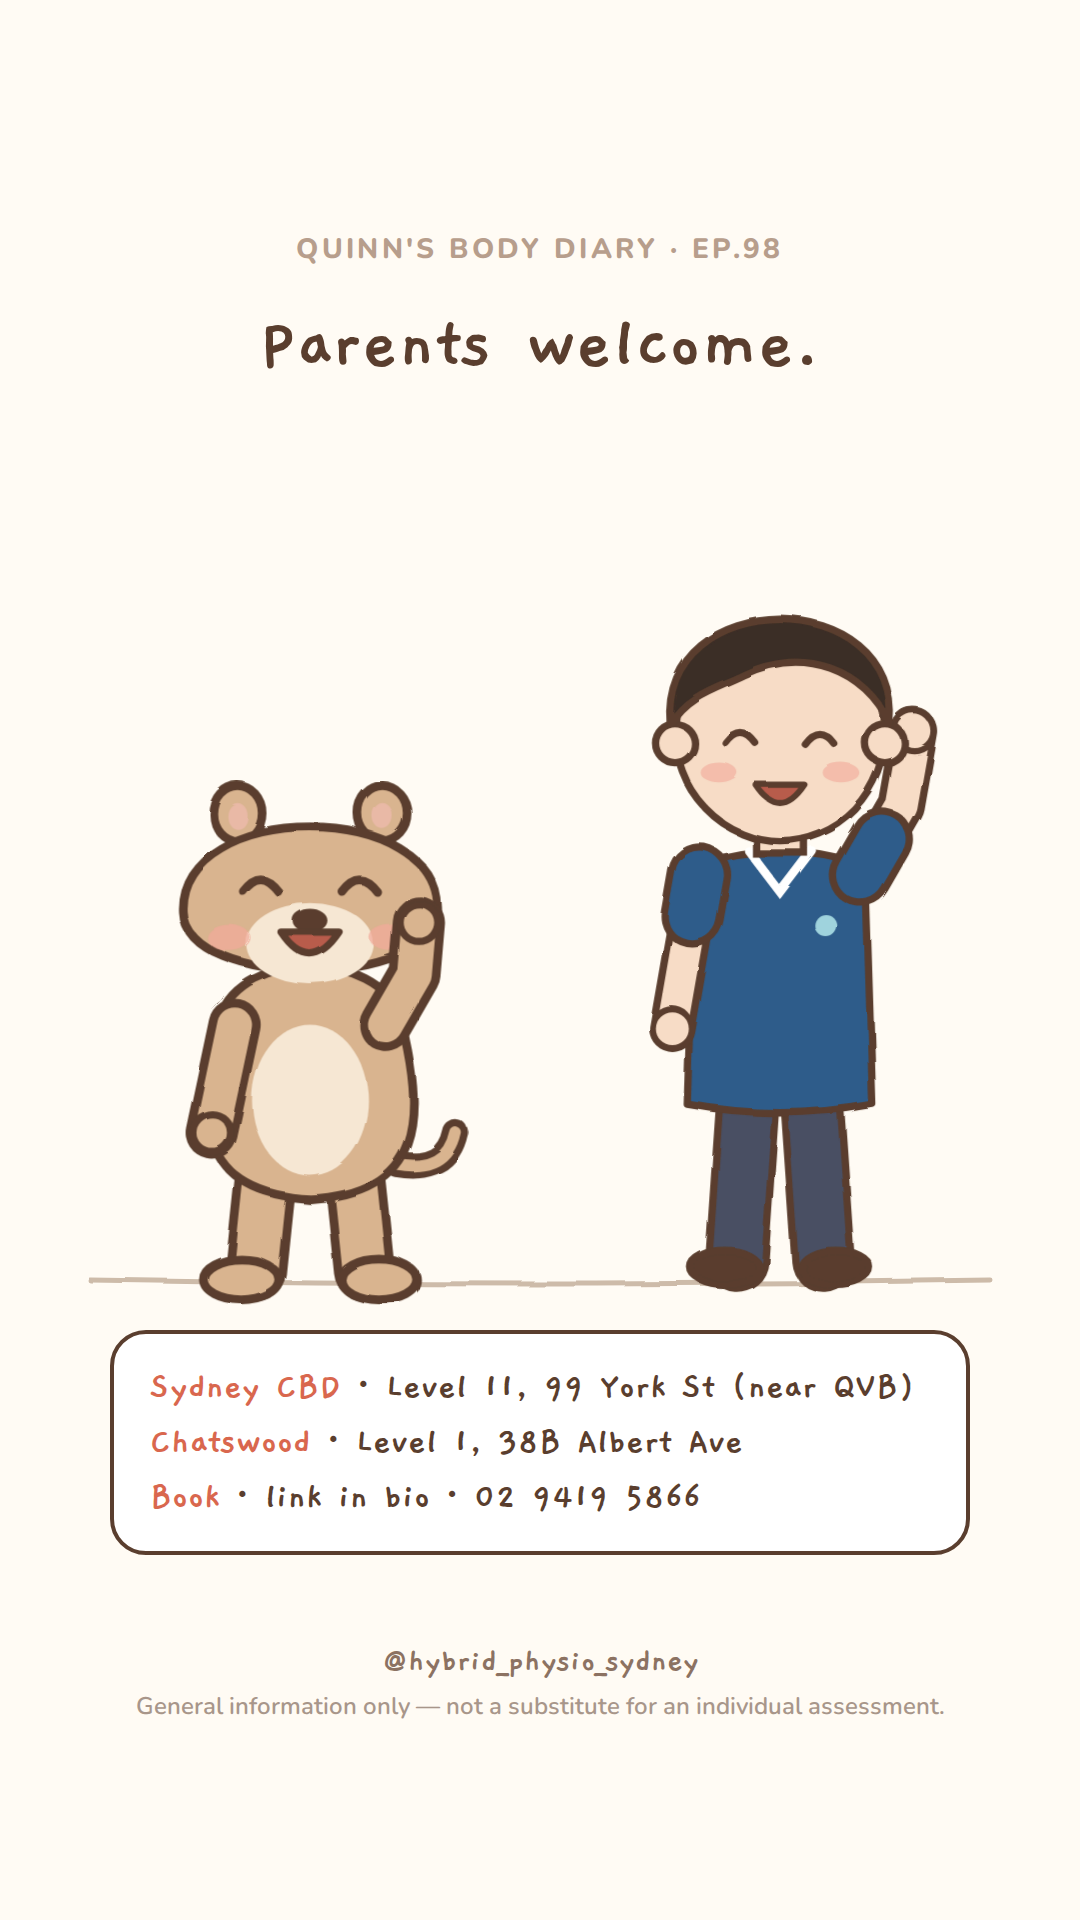 QUINN'S BODY DIARY · EP.98
Parents welcome.
Sydney CBD · Level 11, 99 York St (near QVB)
Chatswood · Level 1, 38B Albert Ave
Book · link in bio · 02 9419 5866
@hybrid_physio_sydney
General information only — not a substitute for an individual assessment.